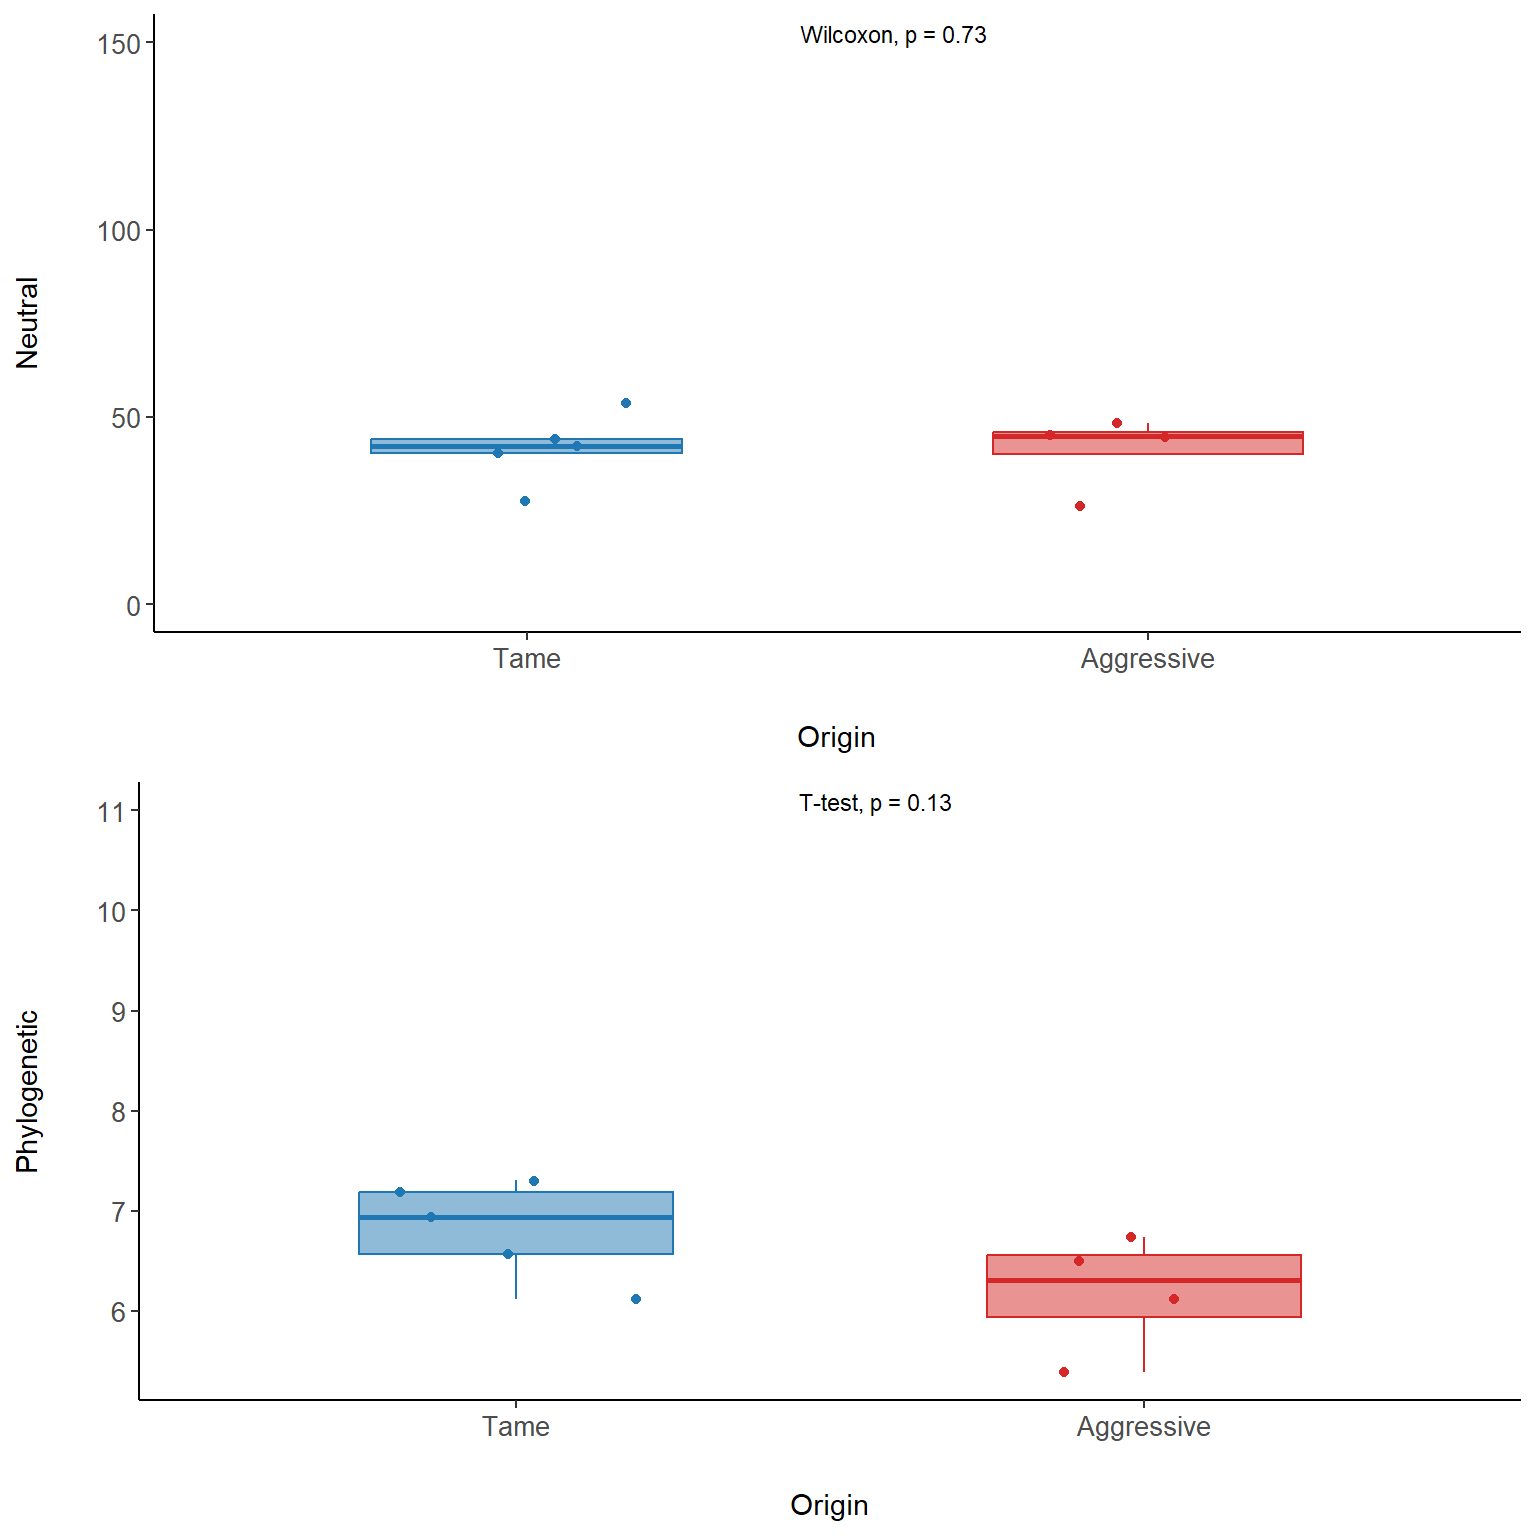 Wilcoxon, p = 0.73
150
100
50
0
Neutral
Tame Aggressive
Origin
T-test, p = 0.13
11
10
9
8
7
6
Phylogenetic
Tame Aggressive
Origin